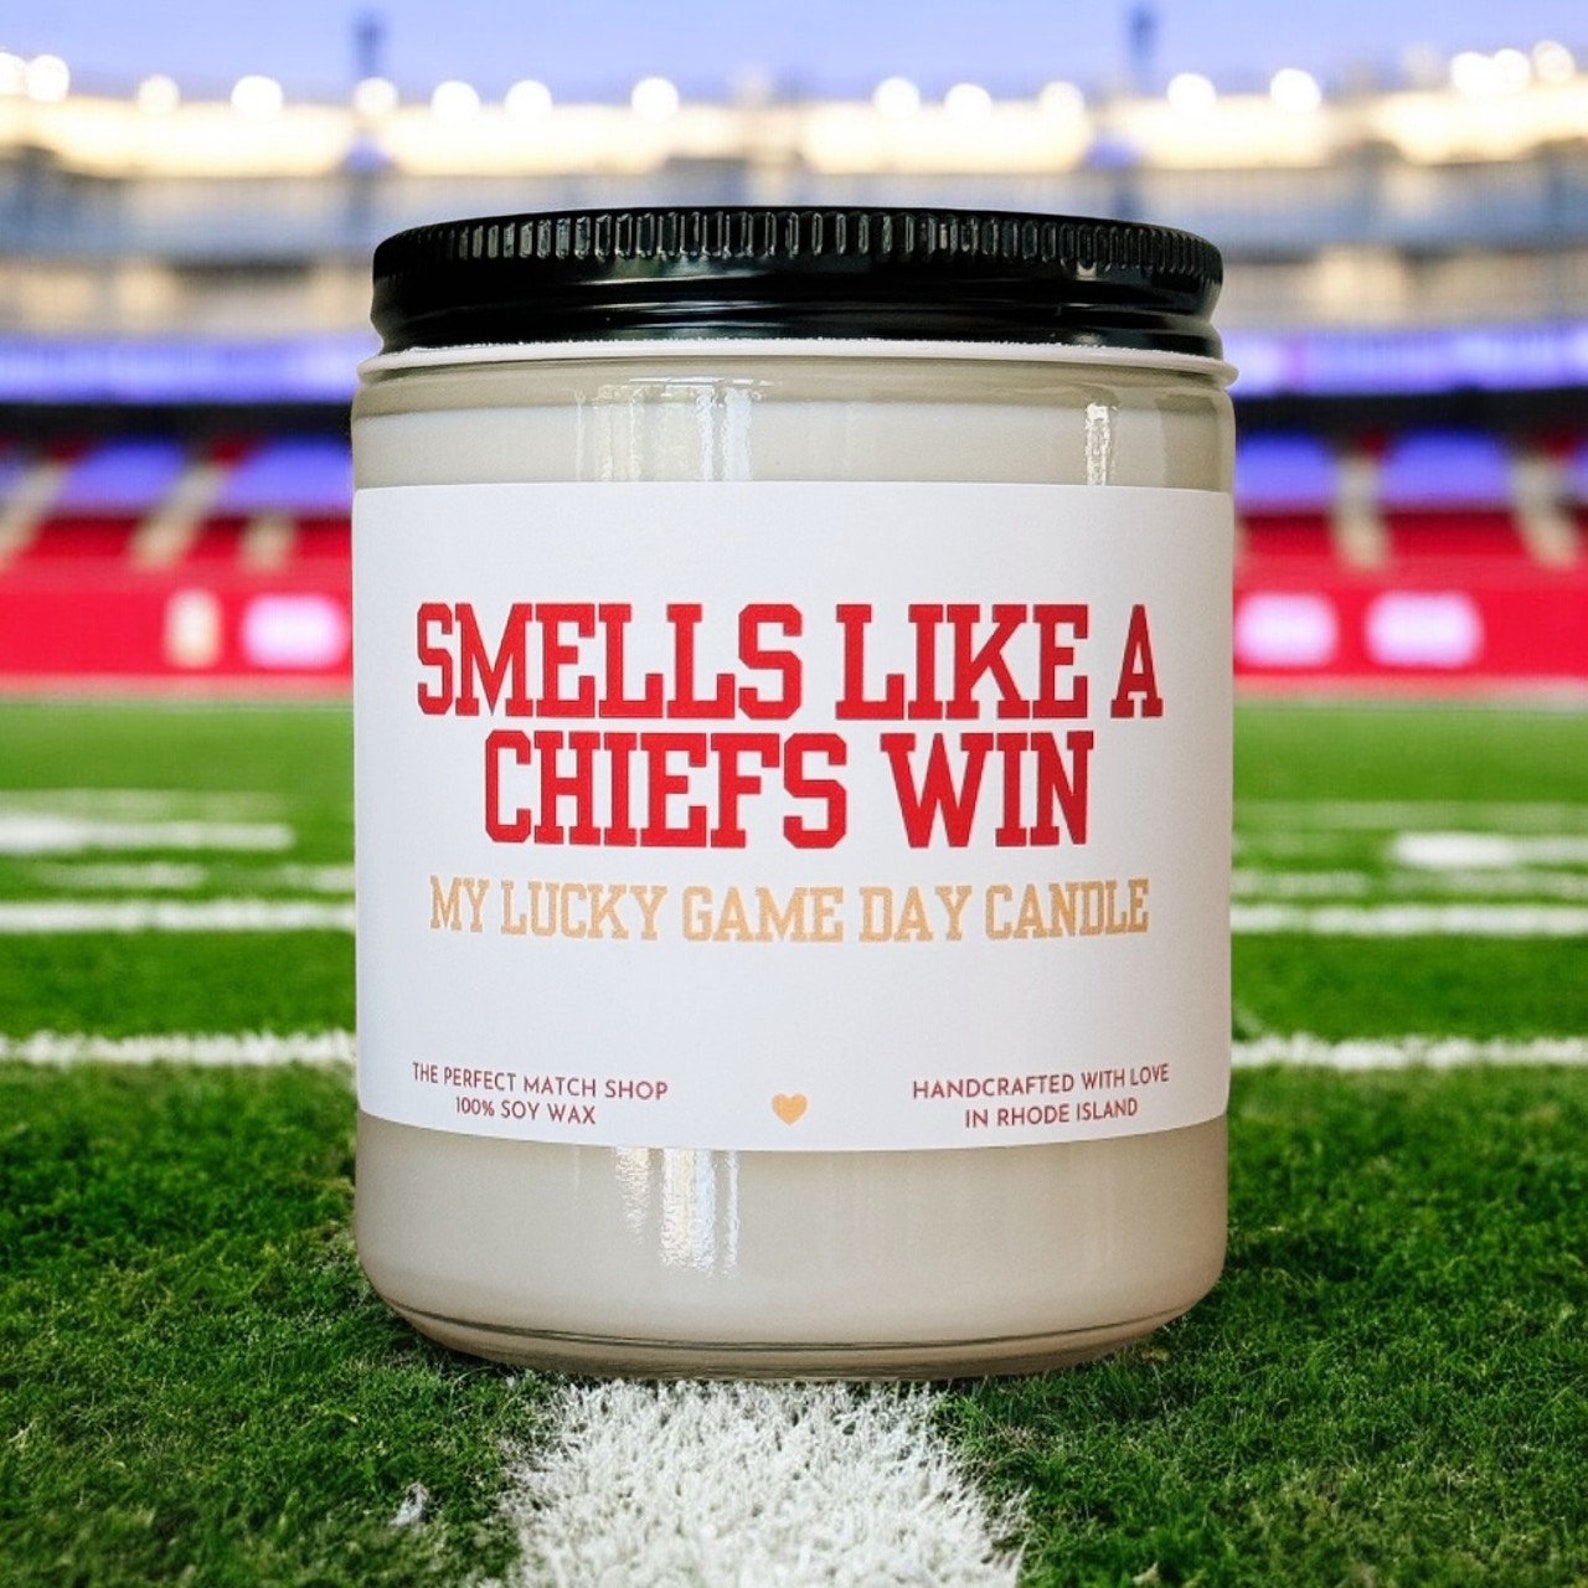 SMELLS LIKE A
CHIEFS WIN
MY LUCKY GAME DAY CANDLE
THE PERFECT MATCH SHOP
100% SOY WAX
HANDCRAFTED WITH LOVE
IN RHODE ISLAND